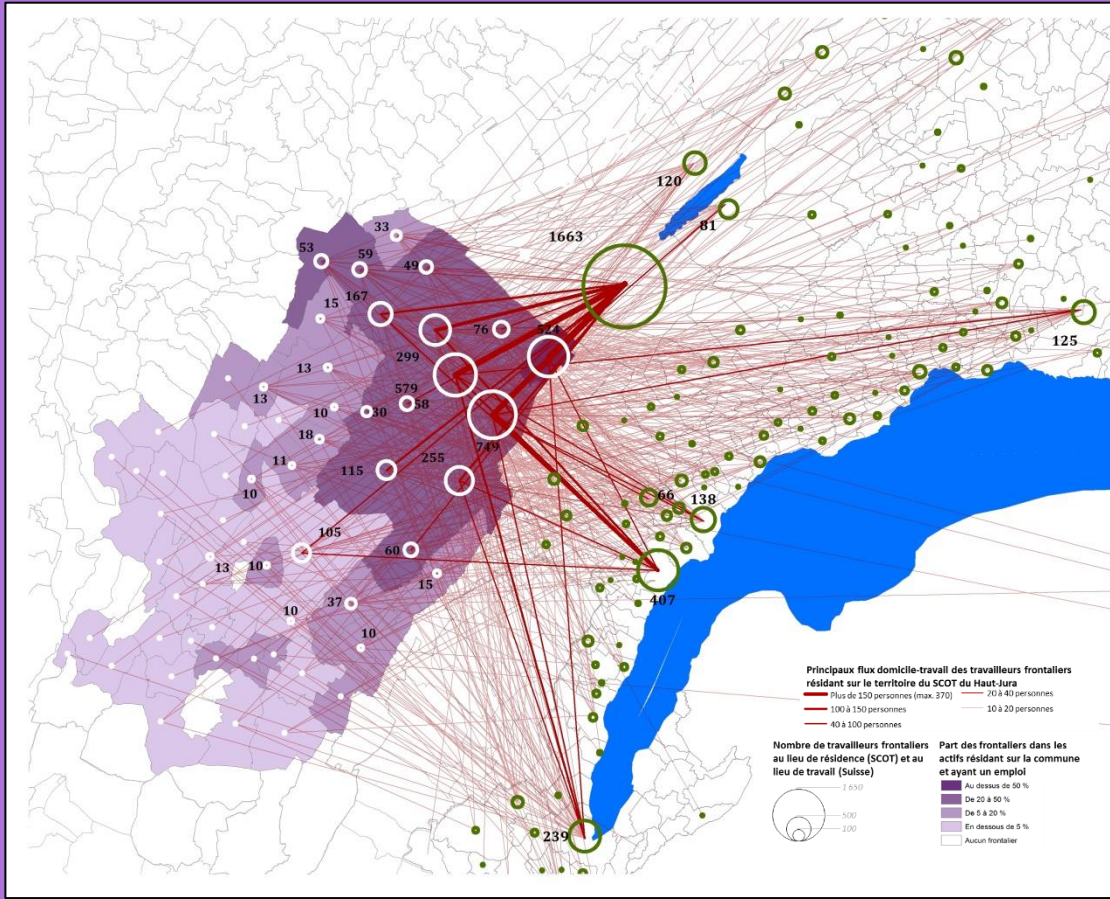 120
81
1663
33
53
59
49
167
15
76
524
125
299
13
579
58
13
10
30
18
749
11
255
115
10
66
138
105
60
13
10
15
407
37
10
10
239
Principaux flux domicile-travail des travailleurs frontaliers
résidant sur le territoire du SCOT du Haut-Jura
Plus de 150 personnes (max. 370)
20 à 40 personnes
100 à 150 personnes
10 à 20 personnes
40 à 100 personnes
Nombre de travailleurs frontaliers
au lieu de résidence (SCOT) et au
lieu de travail (Suisse)
1 650
500
100
Part des frontaliers dans les
actifs résidant sur la commune
et ayant un emploi
Au dessus de 50 %
De 20 à 50 %
De 5 à 20 %
En dessous de 5 %
Aucun frontalier